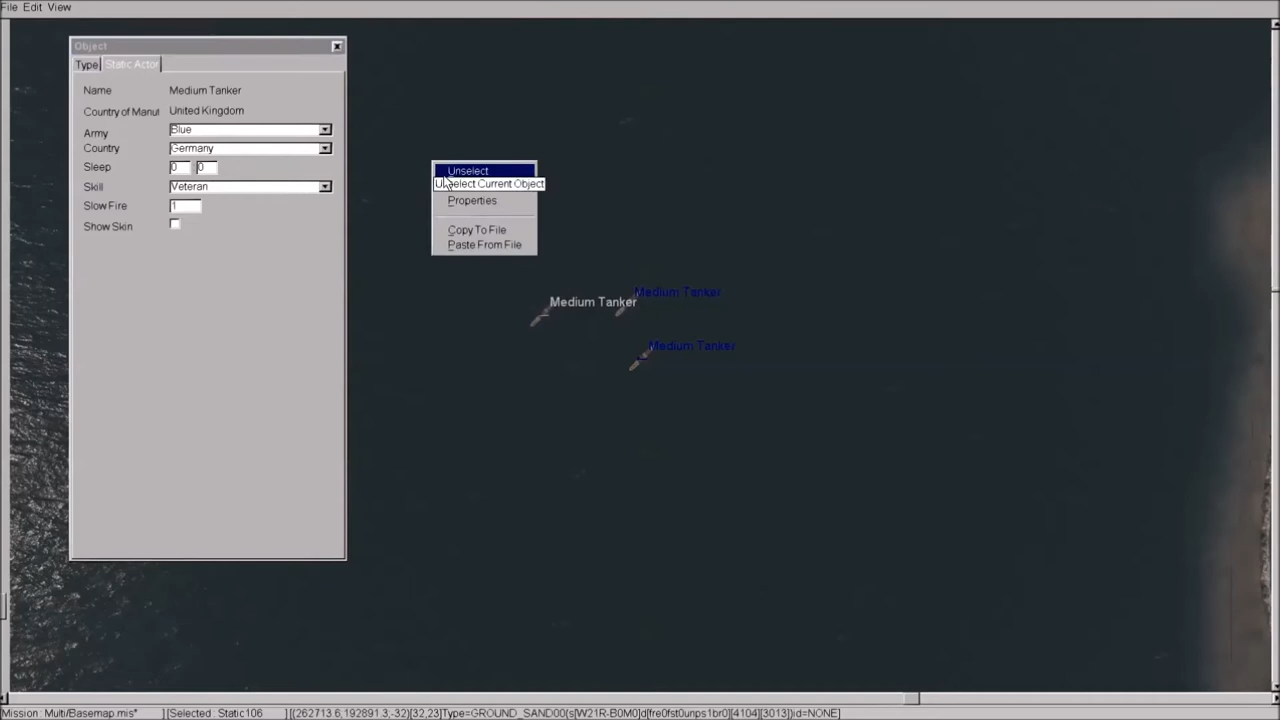 File Edit View
Object
Type Static Actor
Name Medium Tanker
Country of Manuf United Kingdom
Army Blue
Country Germany
Sleep 0 : 0
Skill Veteran
Slow Fire 1
Show Skin
Unselect
Unselect Current Object
Properties
Copy To File
Paste From File
Medium Tanker
Medium Tanker
Medium Tanker
Mission : Multi/Basemap.mis* ] [Selected : Static106 ] [(262713.6,192891.3,-32)[32,23]Type=GROUND_SAND00{s[W21R-B0M0]d[fre0fst0unps1br0][4104][3013]}id=NONE]